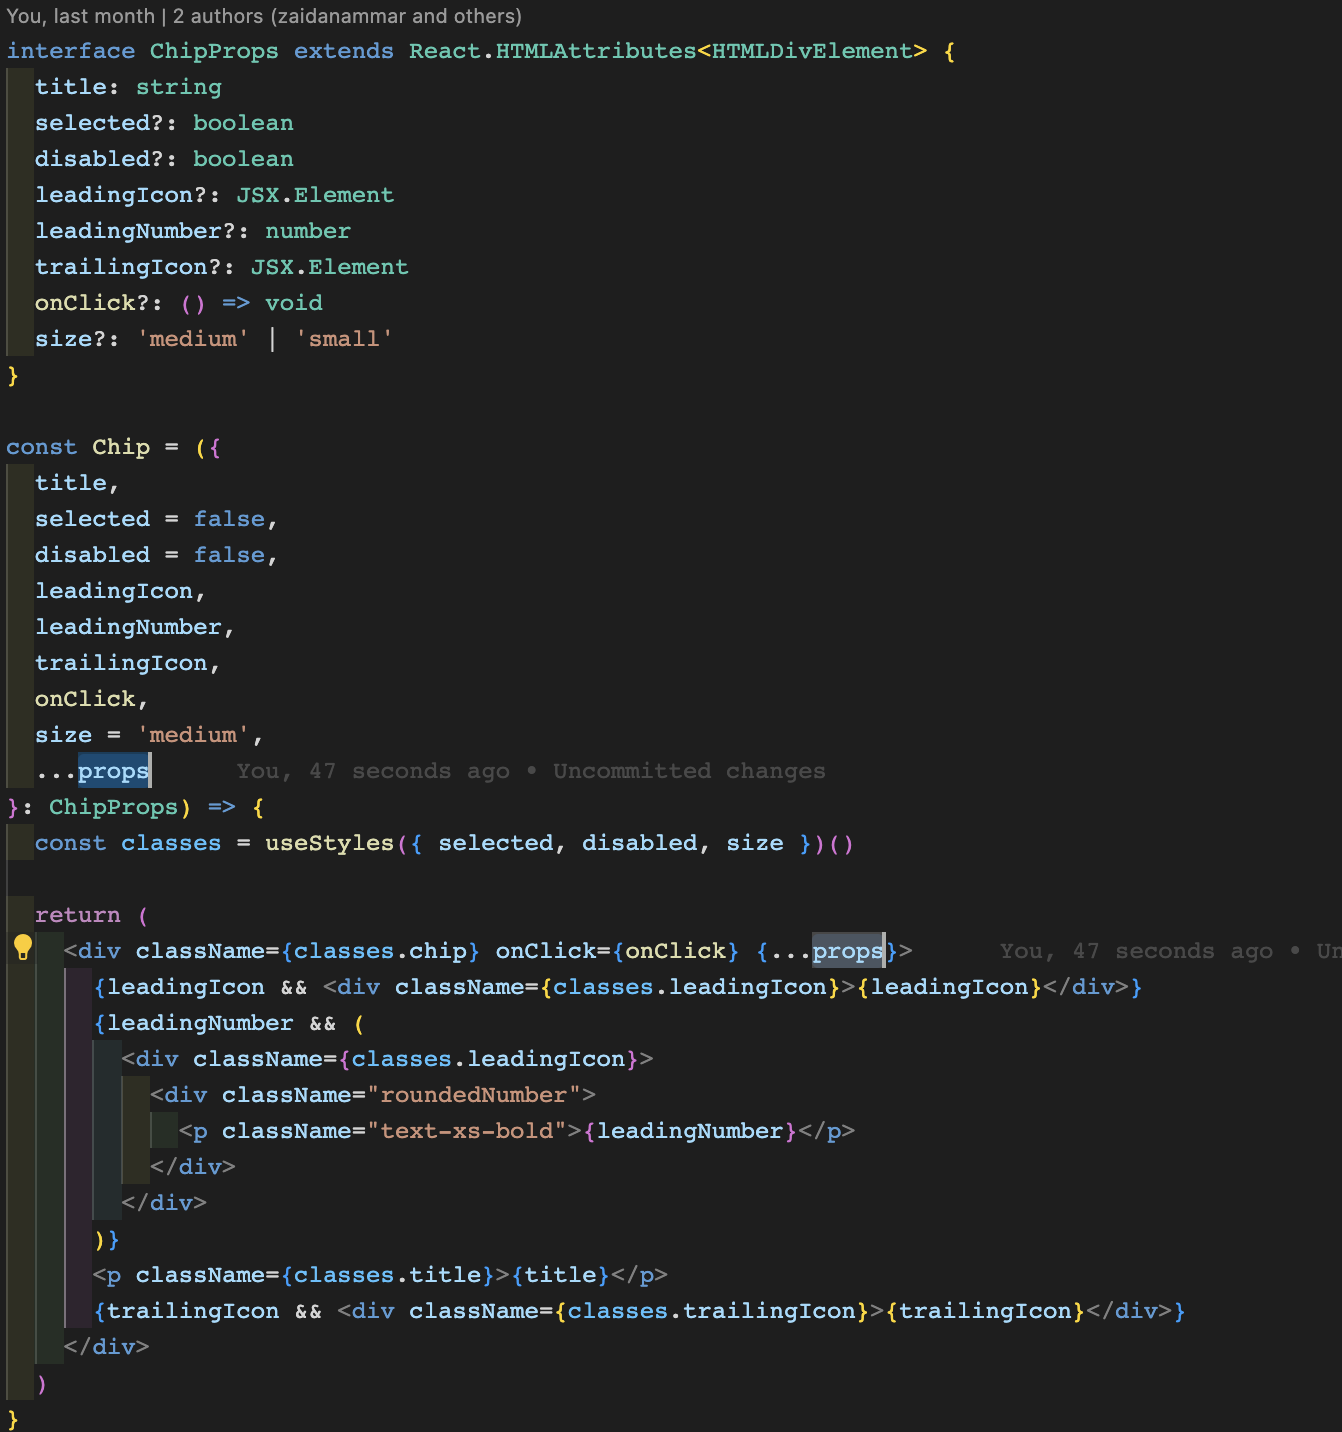 You, last month | 2 authors (zaidanammar and others)
interface ChipProps extends React.HTMLAttributes<HTMLDivElement> {
  title: string
  selected?: boolean
  disabled?: boolean
  leadingIcon?: JSX.Element
  leadingNumber?: number
  trailingIcon?: JSX.Element
  onClick?: () => void
  size?: 'medium' | 'small'
}

const Chip = ({
  title,
  selected = false,
  disabled = false,
  leadingIcon,
  leadingNumber,
  trailingIcon,
  onClick,
  size = 'medium',
  ...props      You, 47 seconds ago • Uncommitted changes
}: ChipProps) => {
  const classes = useStyles({ selected, disabled, size })()

  return (
    <div className={classes.chip} onClick={onClick} {...props}>      You, 47 seconds ago • Un
      {leadingIcon && <div className={classes.leadingIcon}>{leadingIcon}</div>}
      {leadingNumber && (
        <div className={classes.leadingIcon}>
          <div className="roundedNumber">
            <p className="text-xs-bold">{leadingNumber}</p>
          </div>
        </div>
      )}
      <p className={classes.title}>{title}</p>
      {trailingIcon && <div className={classes.trailingIcon}>{trailingIcon}</div>}
    </div>
  )
}